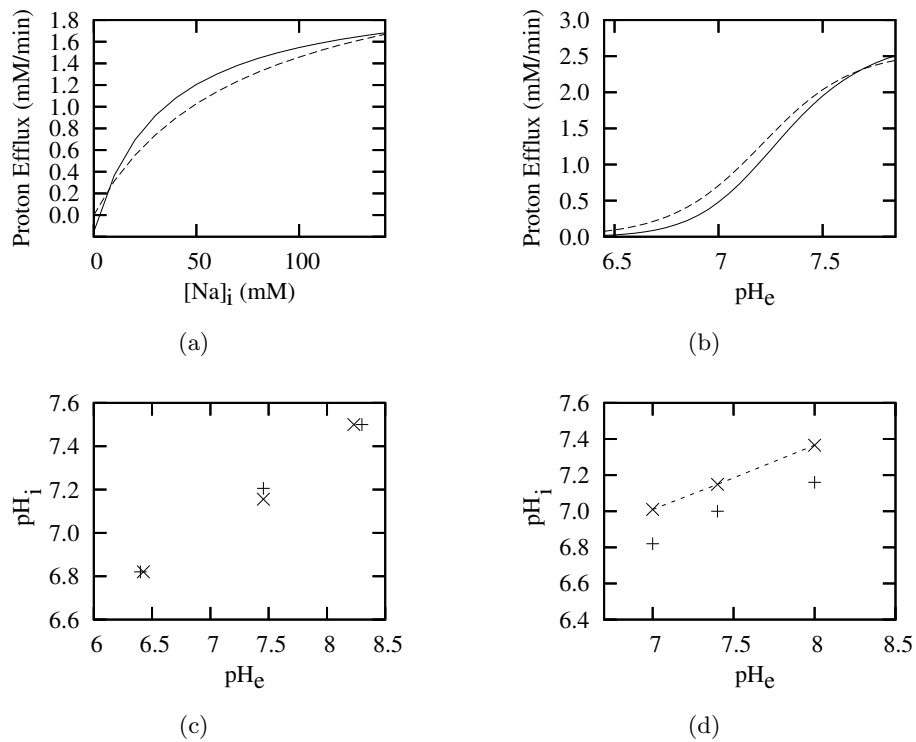 Proton Efflux (mM/min)
1.8
1.6
1.4
1.2
1.0
0.8
0.6
0.4
0.2
0.0
0 50 100
[Na]i (mM)
(a)
Proton Efflux (mM/min)
3.0
2.5
2.0
1.5
1.0
0.5
0.0
6.5 7 7.5
pHe
(b)
pHi
7.6
7.4
7.2
7.0
6.8
6.6
6 6.5 7 7.5 8 8.5
pHe
(c)
pHi
7.6
7.4
7.2
7.0
6.8
6.6
6.4
7 7.5 8 8.5
pHe
(d)